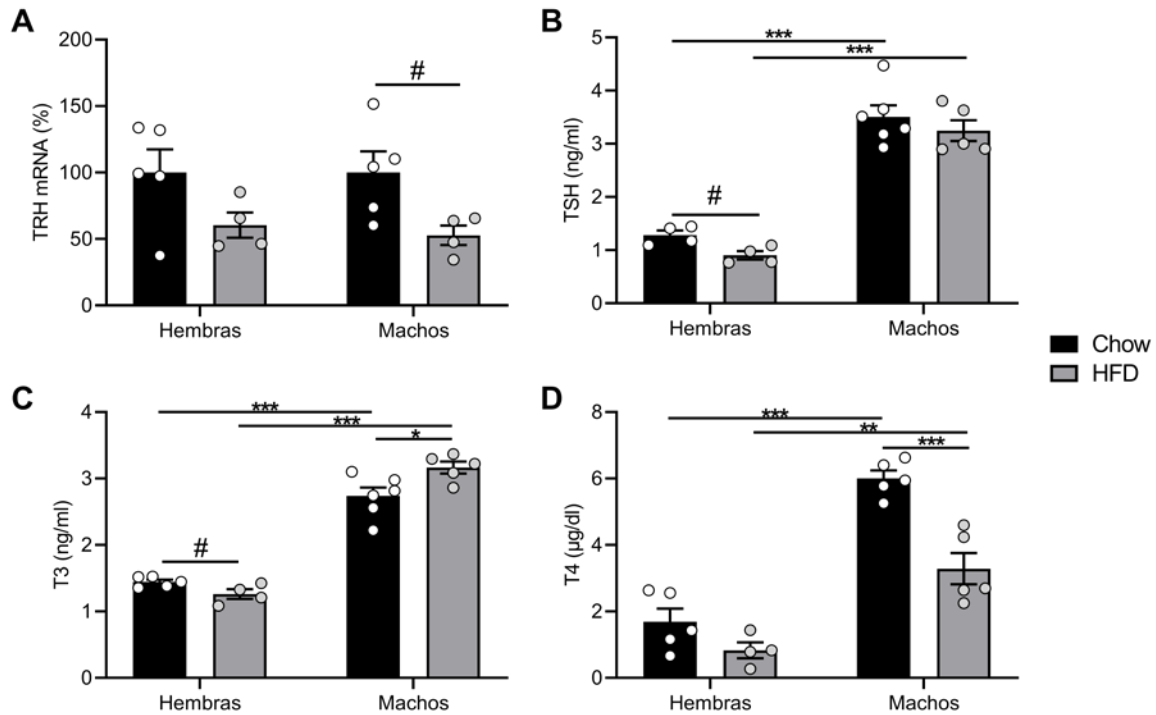 A
TRH mRNA (%)
200
150
100
50
0
#
Hembras
Machos
B
TSH (ng/ml)
5
4
3
2
1
0
***
***
#
Hembras
Machos
Chow
HFD
C
T3 (ng/ml)
4
3
2
1
0
***
***
*
#
Hembras
Machos
D
T4 (µg/dl)
8
6
4
2
0
***
**
***
Hembras
Machos